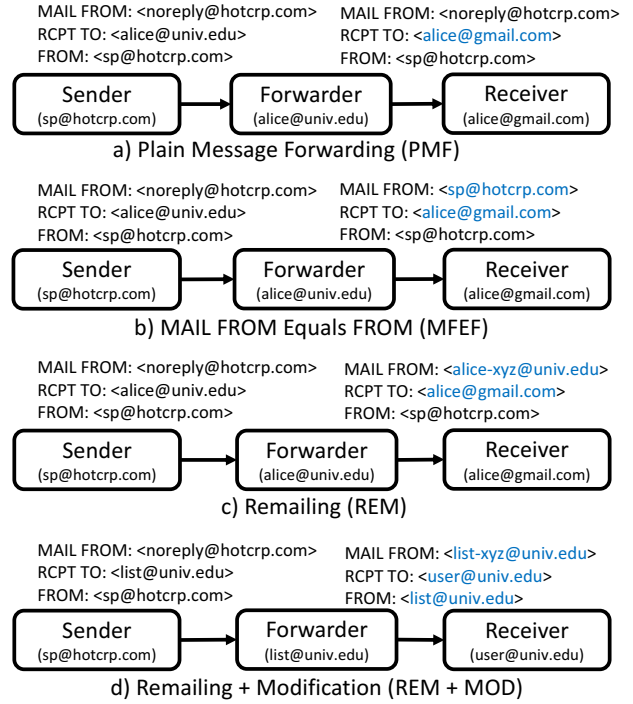 MAIL FROM: <noreply@hotcrp.com>
RCPT TO: <alice@univ.edu>
FROM: <sp@hotcrp.com>
MAIL FROM: <noreply@hotcrp.com>
RCPT TO: <alice@gmail.com>
FROM: <sp@hotcrp.com>
Sender
(sp@hotcrp.com)
Forwarder
(alice@univ.edu)
Receiver
(alice@gmail.com)
a) Plain Message Forwarding (PMF)
MAIL FROM: <noreply@hotcrp.com>
RCPT TO: <alice@univ.edu>
FROM: <sp@hotcrp.com>
MAIL FROM: <sp@hotcrp.com>
RCPT TO: <alice@gmail.com>
FROM: <sp@hotcrp.com>
Sender
(sp@hotcrp.com)
Forwarder
(alice@univ.edu)
Receiver
(alice@gmail.com)
b) MAIL FROM Equals FROM (MFEF)
MAIL FROM: <noreply@hotcrp.com>
RCPT TO: <alice@univ.edu>
FROM: <sp@hotcrp.com>
MAIL FROM: <alice-xyz@univ.edu>
RCPT TO: <alice@gmail.com>
FROM: <sp@hotcrp.com>
Sender
(sp@hotcrp.com)
Forwarder
(alice@univ.edu)
Receiver
(alice@gmail.com)
c) Remailing (REM)
MAIL FROM: <noreply@hotcrp.com>
RCPT TO: <list@univ.edu>
FROM: <sp@hotcrp.com>
MAIL FROM: <list-xyz@univ.edu>
RCPT TO: <user@univ.edu>
FROM: <list@univ.edu>
Sender
(sp@hotcrp.com)
Forwarder
(list@univ.edu)
Receiver
(user@univ.edu)
d) Remailing + Modification (REM + MOD)